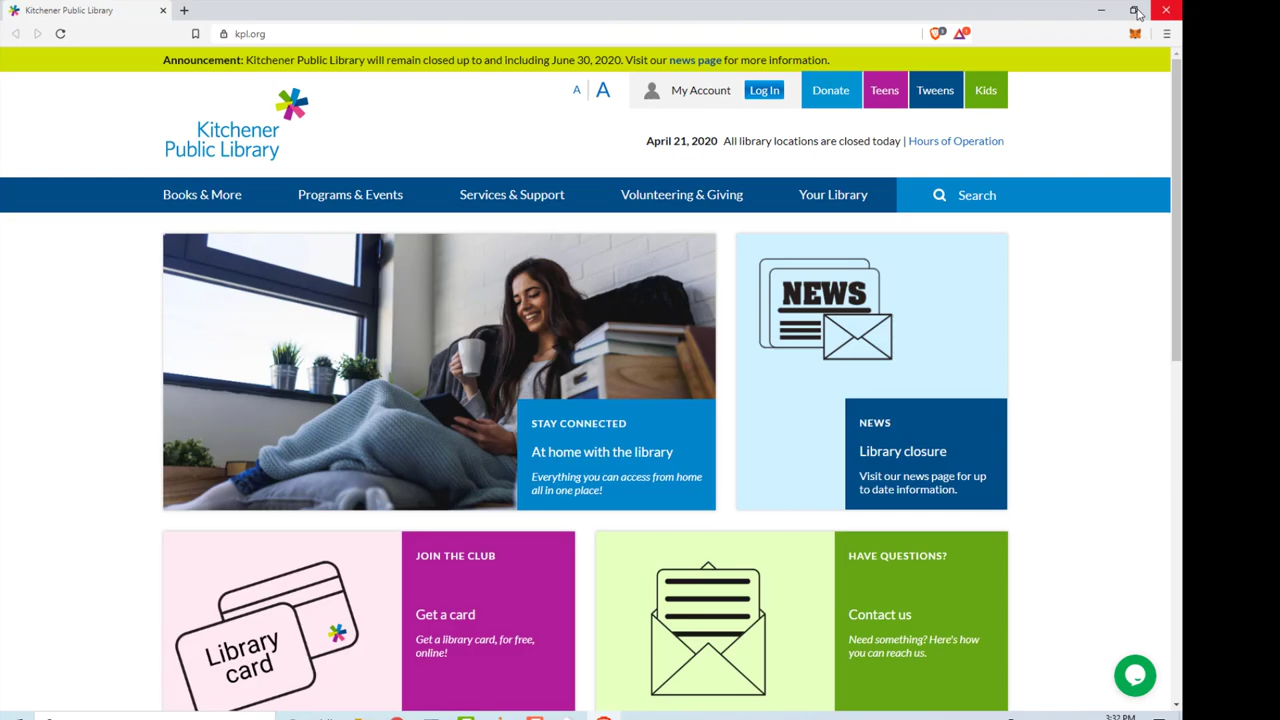 Kitchener Public Library
kpl.org
Announcement: Kitchener Public Library will remain closed up to and including June 30, 2020. Visit our news page for more information.
A A
My Account Log In Donate Teens Tweens Kids
Kitchener
Public Library
April 21, 2020 All library locations are closed today | Hours of Operation
Books & More Programs & Events Services & Support Volunteering & Giving Your Library Search
STAY CONNECTED
At home with the library
Everything you can access from home
all in one place!
NEWS
NEWS
Library closure
Visit our news page for up
to date information.
Library
card
JOIN THE CLUB
Get a card
Get a library card, for free,
online!
HAVE QUESTIONS?
Contact us
Need something? Here's how
you can reach us.
3:32 PM